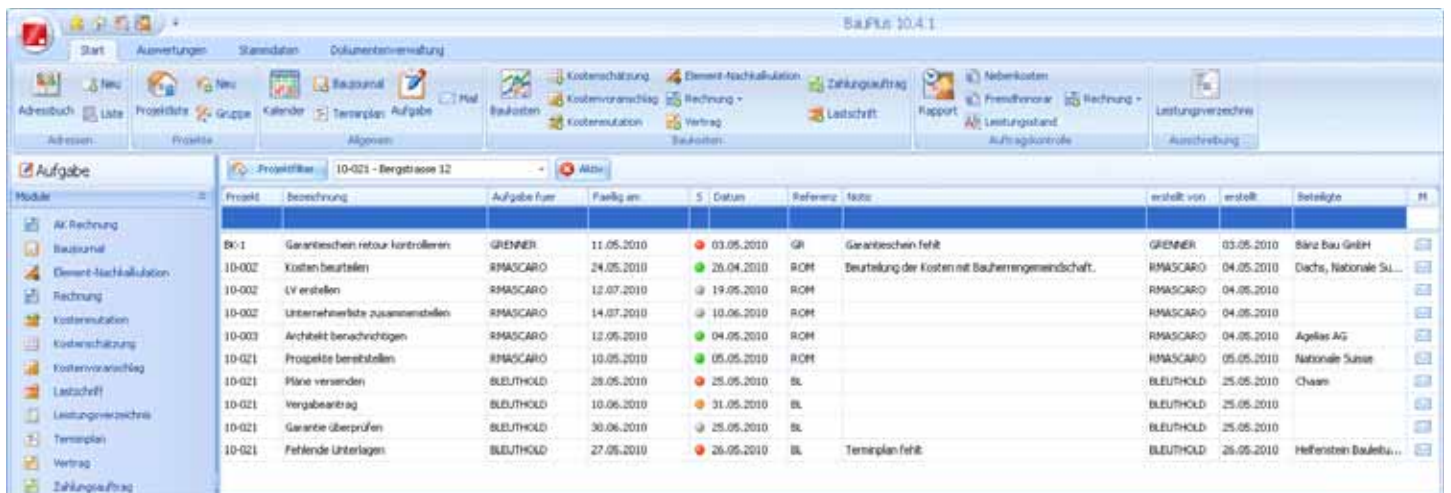 BauPlus 10.4.1
Start Auswertungen Stammdaten Dokumentenverwaltung
Adressbuch Neu Liste Projektliste Neu Gruppe Kalender Baujournal Terminplan Aufgabe Mail Baukosten Kostenschätzung Kostenvoranschlag Kostenmutation Element-Nachkalkulation Rechnung Vertrag Zahlungsauftrag Lastschrift Rapport Nebenkosten Fremdhonorar Leistungsstand Rechnung Leistungsverzeichnis
Adressen Projekte Allgemein Baukosten Auftragskontrolle Ausschreibung
Aufgabe Projektfilter 10-021 - Bergstrasse 12 Aktiv
Module
AK Rechnung
Baujournal
Element-Nachkalkulation
Rechnung
Kostenmutation
Kostenschätzung
Kostenvoranschlag
Lastschrift
Leistungsverzeichnis
Terminplan
Vertrag
Zahlungsauftrag
Projekt Bezeichnung Aufgabe fuer Faellig am S Datum Referenz Notiz erstellt von erstellt Beteiligte M
BK-1 Garantieschein retour kontrollieren GRENNER 11.05.2010 03.05.2010 GR Garantieschein fehlt GRENNER 03.05.2010 Bänz Bau GmbH
10-002 Kosten beurteilen RMASCARO 24.05.2010 26.04.2010 ROM Beurteilung der Kosten mit Bauherrengemeindschaft. RMASCARO 04.05.2010 Dachs, Nationale Su...
10-002 LV erstellen RMASCARO 12.07.2010 19.05.2010 ROM RMASCARO 04.05.2010
10-002 Unternehmerliste zusammenstellen RMASCARO 14.07.2010 10.06.2010 ROM RMASCARO 04.05.2010
10-003 Architekt benachrichtigen RMASCARO 12.05.2010 04.05.2010 ROM RMASCARO 04.05.2010 Agelias AG
10-021 Prospekte bereitstellen RMASCARO 10.05.2010 05.05.2010 ROM RMASCARO 05.05.2010 Nationale Suisse
10-021 Pläne versenden BLEUTHOLD 28.05.2010 25.05.2010 BL BLEUTHOLD 25.05.2010 Chaam
10-021 Vergabeantrag BLEUTHOLD 10.06.2010 31.05.2010 BL BLEUTHOLD 25.05.2010
10-021 Garantie überprüfen BLEUTHOLD 30.06.2010 25.05.2010 BL BLEUTHOLD 25.05.2010
10-021 Fehlende Unterlagen BLEUTHOLD 27.05.2010 26.05.2010 BL Terminplan fehlt BLEUTHOLD 26.05.2010 Helfenstein Bauleitu...